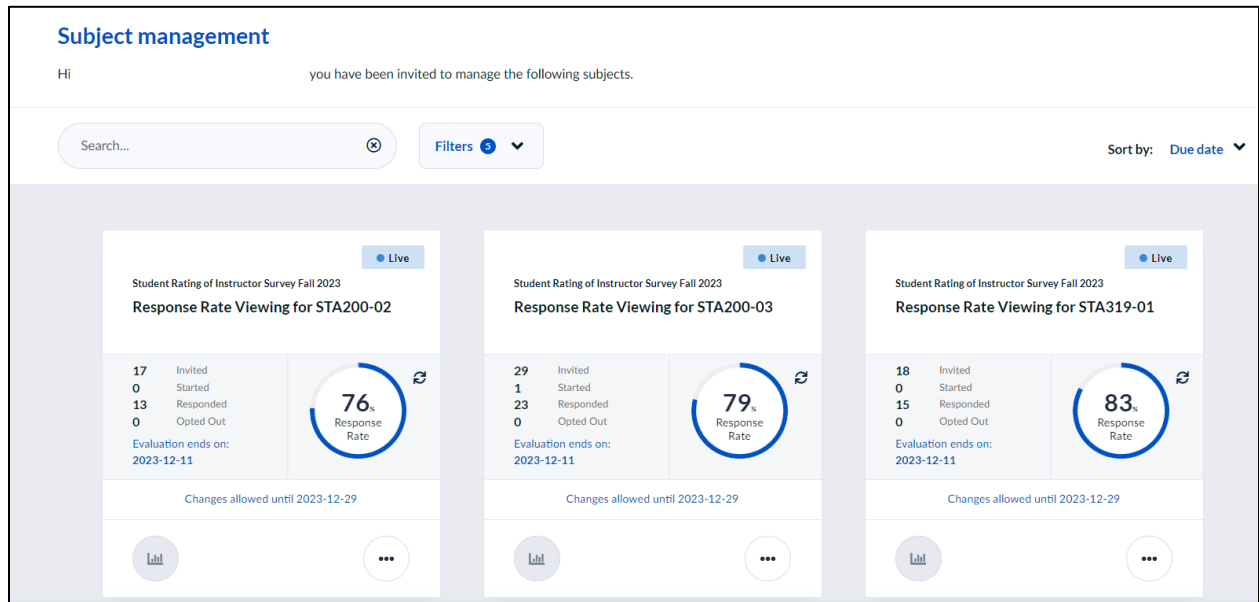 Subject management
Hi you have been invited to manage the following subjects.
Search...
Filters 5
Sort by: Due date
Live
Student Rating of Instructor Survey Fall 2023
Response Rate Viewing for STA200-02
17 Invited
0 Started
13 Responded
0 Opted Out
Evaluation ends on:
2023-12-11
76%
Response
Rate
Changes allowed until 2023-12-29
Live
Student Rating of Instructor Survey Fall 2023
Response Rate Viewing for STA200-03
29 Invited
1 Started
23 Responded
0 Opted Out
Evaluation ends on:
2023-12-11
79%
Response
Rate
Changes allowed until 2023-12-29
Live
Student Rating of Instructor Survey Fall 2023
Response Rate Viewing for STA319-01
18 Invited
0 Started
15 Responded
0 Opted Out
Evaluation ends on:
2023-12-11
83%
Response
Rate
Changes allowed until 2023-12-29